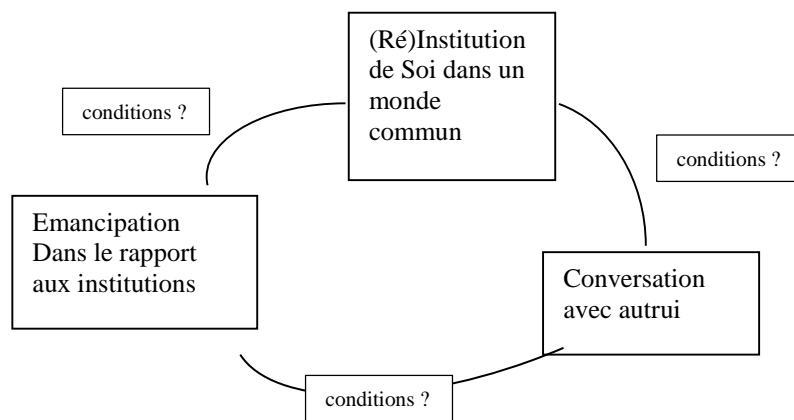 (Ré)Institution
de Soi dans un
monde
commun
conditions ?
conditions ?
Emancipation
Dans le rapport
aux institutions
Conversation
avec autrui
conditions ?